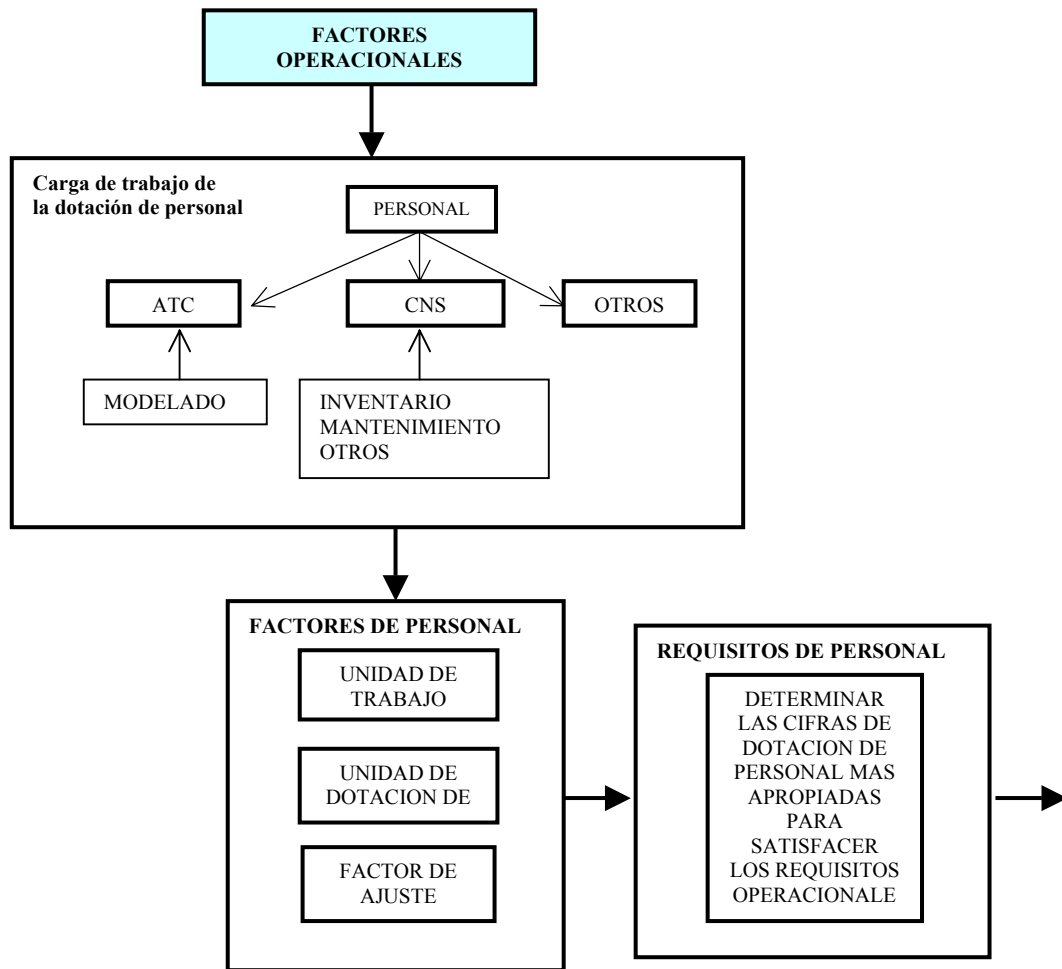 FACTORES
OPERACIONALES
Carga de trabajo de
la dotación de personal
PERSONAL
ATC
CNS
OTROS
MODELADO
INVENTARIO
MANTENIMIENTO
OTROS
FACTORES DE PERSONAL
UNIDAD DE
TRABAJO
UNIDAD DE
DOTACION DE
FACTOR DE
AJUSTE
REQUISITOS DE PERSONAL
DETERMINAR
LAS CIFRAS DE
DOTACION DE
PERSONAL MAS
APROPIADAS
PARA
SATISFACER
LOS REQUISITOS
OPERACIONALE